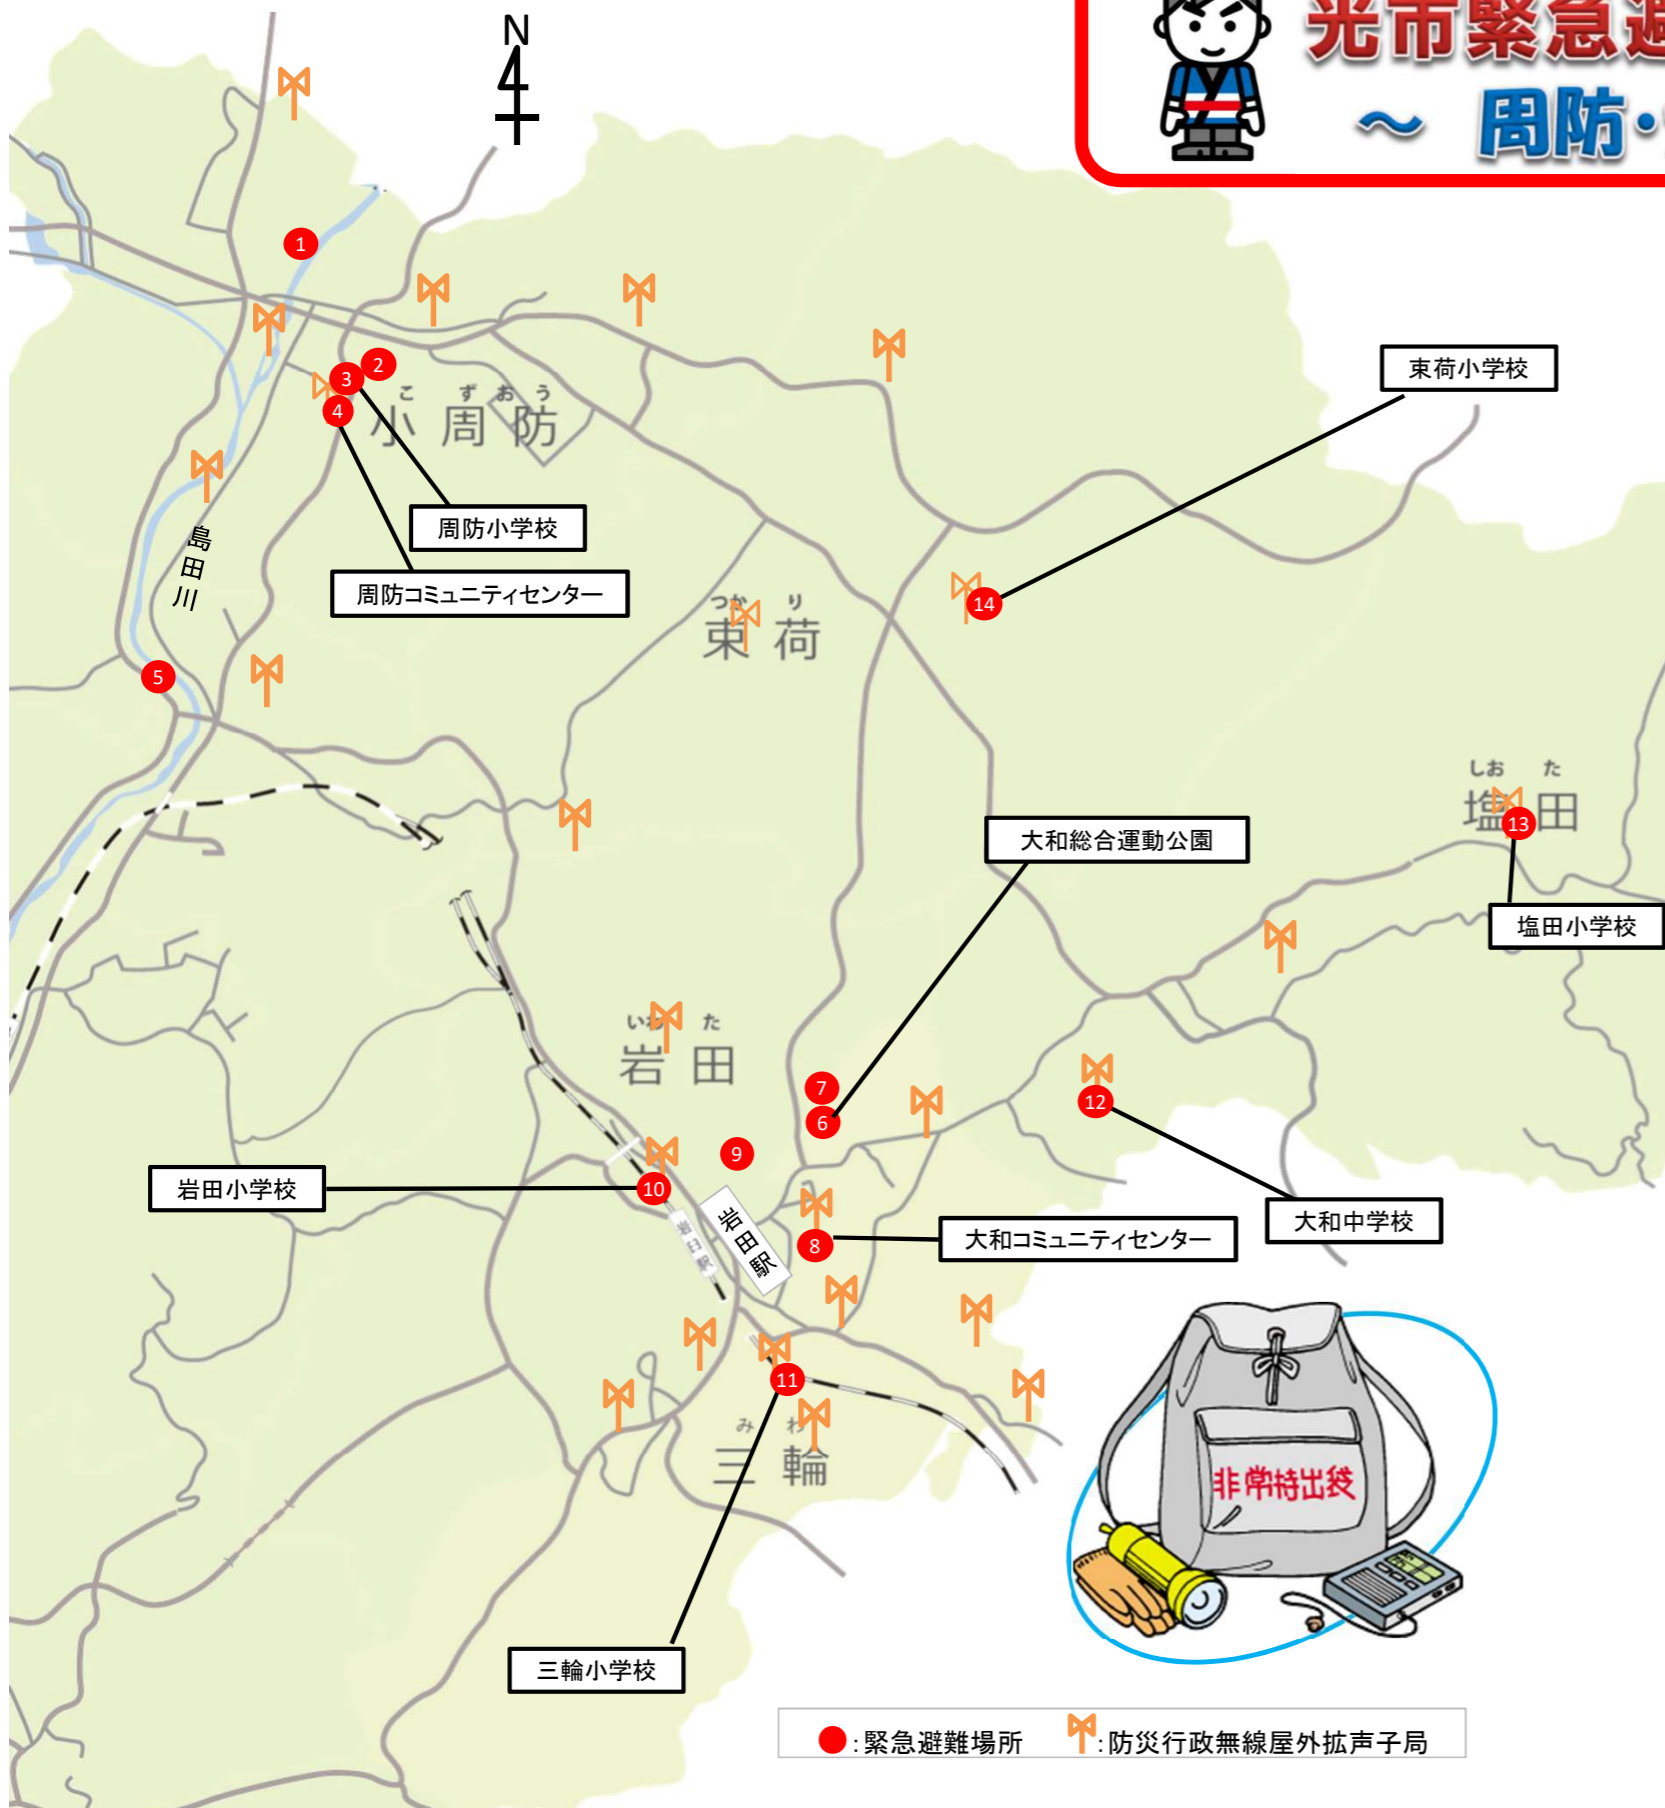 光市緊急避
～ 周防・
N
1
2
3
4
こ ず おう
小 周 防
周防小学校
周防コミュニティセンター
島田川
5
束荷小学校
14
つか り
束 荷
しお た
塩 田
13
塩田小学校
大和総合運動公園
いわ た
岩 田
7
6
12
9
10
岩田小学校
岩田駅
岩田駅
8
大和コミュニティセンター
大和中学校
11
み わ
三 輪
非常持出袋
三輪小学校
:緊急避難場所 :防災行政無線屋外拡声子局